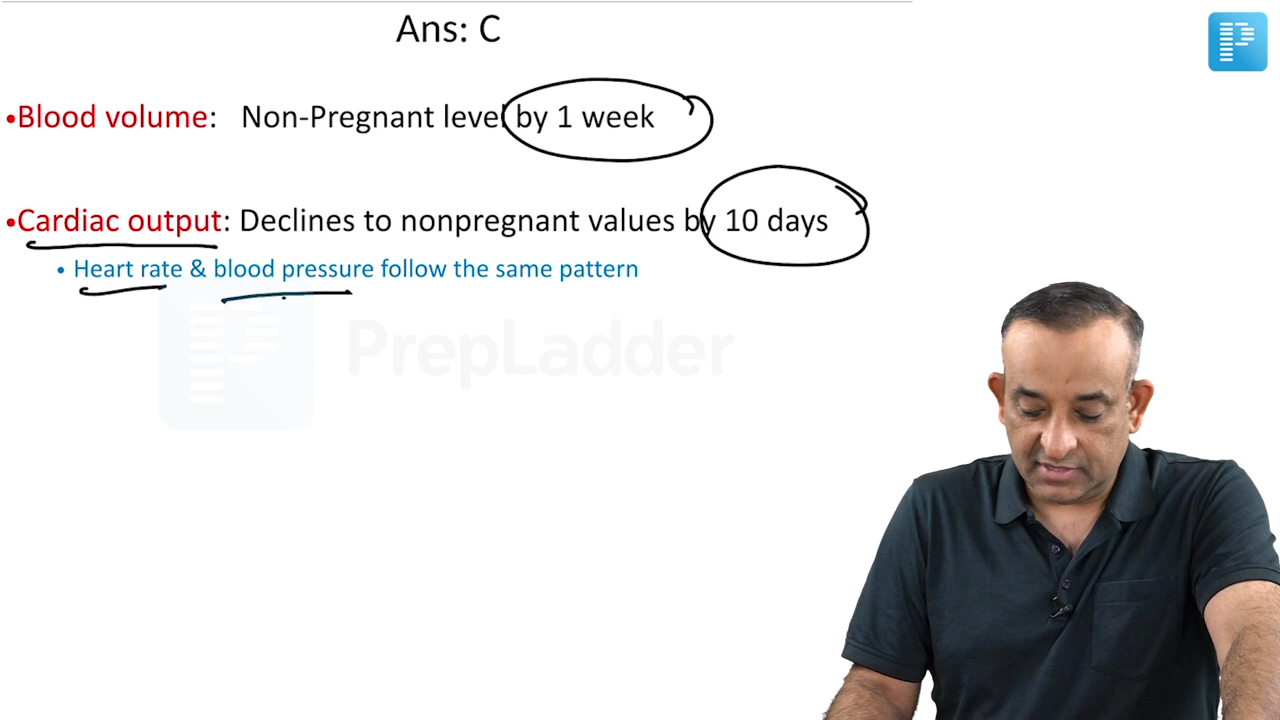 Ans: C
•Blood volume: Non-Pregnant level by 1 week
•Cardiac output: Declines to nonpregnant values by 10 days
• Heart rate & blood pressure follow the same pattern
PrepLadder